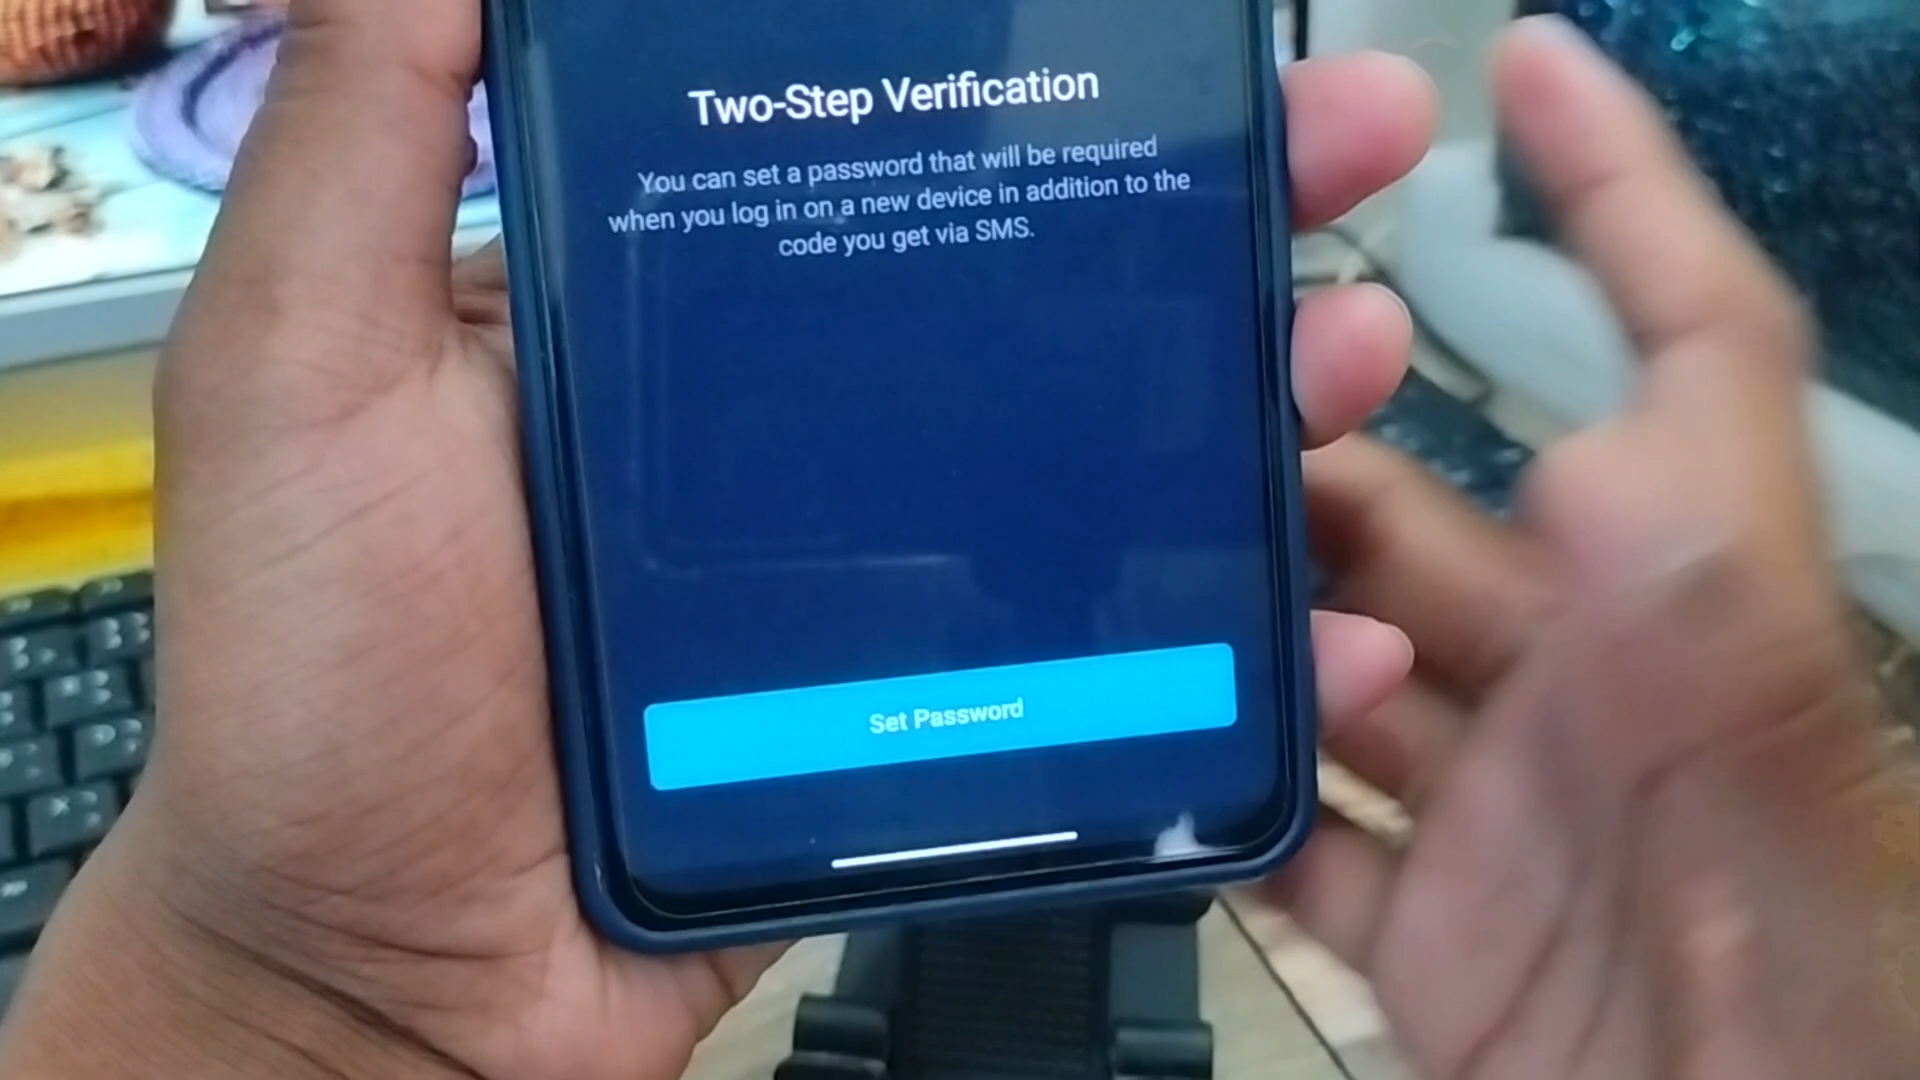 Two-Step Verification
You can set a password that will be required
when you log in on a new device in addition to the
code you get via SMS.
Set Password